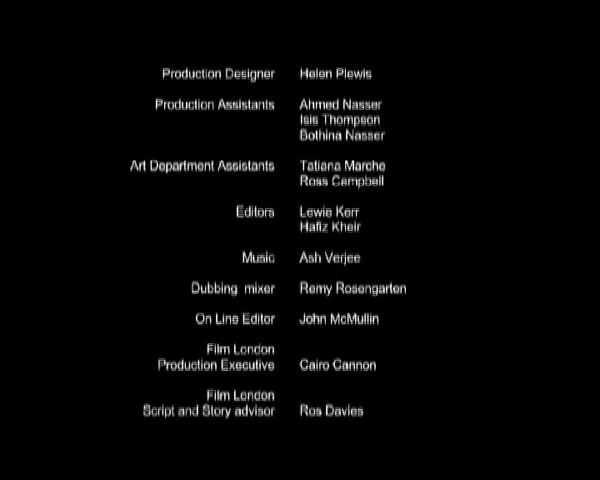 Production Designer Helen Plewis
Production Assistants Ahmed Nasser
Isis Thompson
Bothina Nasser
Art Department Assistants Tatiana Marche
Ross Campbell
Editors Lewie Kerr
Hafiz Kheir
Music Ash Verjee
Dubbing mixer Remy Rosengarten
On Line Editor John McMullin
Film London
Production Executive Cairo Cannon
Film London
Script and Story advisor Ros Davies